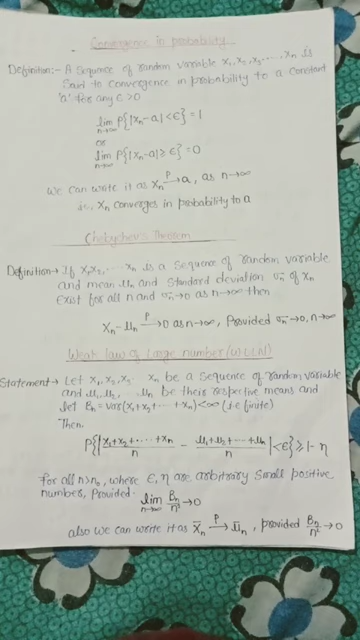 Convergence in probability
Definition:- A sequence of random variable X₁, X₂, X₃, ...., Xn is
said to convergence in probability to a constant
'a' for any ε>0
lim n→∞ P{|Xn-a|<ε}=1
or
lim n→∞ P{|Xn-a|≥ε}=0
We can write it as Xn P→ a, as n→∞
i.e. Xn converges in probability to a
Chebychev's Theorem
Definition→ If X₁, X₂, ... Xn is a sequence of random variable
and mean μn and standard deviation σn of Xn
exist for all n and σn→0 as n→∞ then
Xn-μn P→ 0 as n→∞, Provided σn→0, n→∞
Weak law of Large number (WLLN)
Statement→ Let X₁, X₂, X₃. Xn be a sequence of random variable
and μ₁, μ₂, μn be their respective means and
let Bn = var(X₁+X₂+ ... +Xn)<∞ (i.e finite)
Then
P{|X₁+X₂+....+Xn/n - μ₁+μ₂+...+μn/n|<ε}≥1-η
For all n>n₀, where ε, η are arbitrary small positive
number, Provided lim n→∞ Bn/n² →0
also we can write it as X̄n P→ μ̄n, provided Bn/n² →0